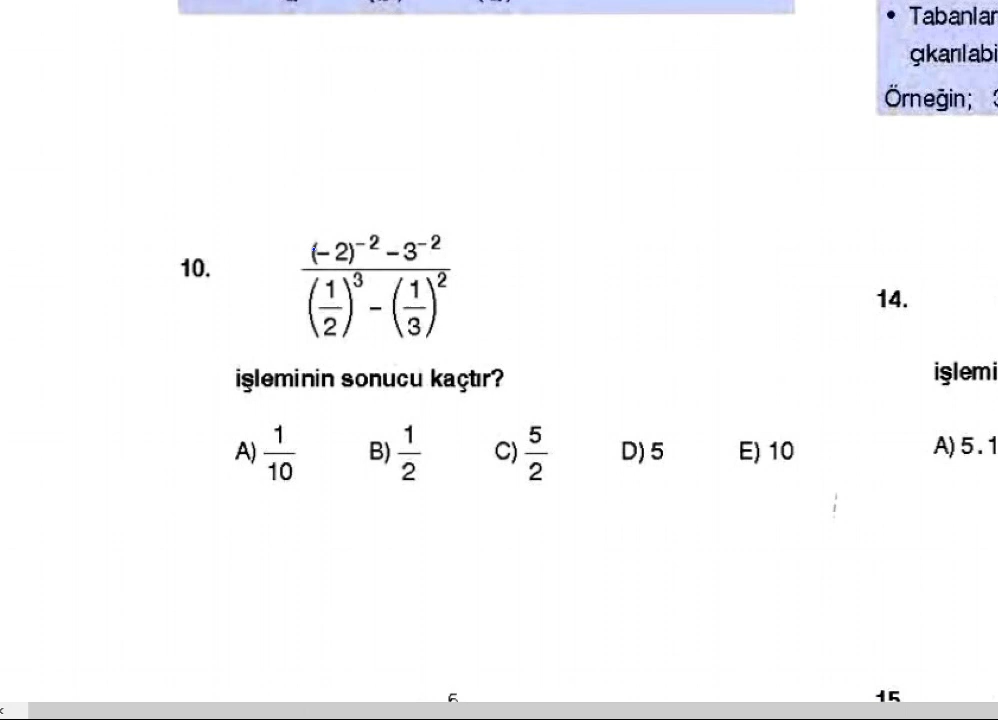 • Tabanlar
çıkarılabi
Örneğin;
10. ((-2)^-2 - 3^-2) / ((1/2)^3 - (1/3)^2)
işleminin sonucu kaçtır?
A) 1/10 B) 1/2 C) 5/2 D) 5 E) 10
14.
işlemi
A) 5 . 1
15